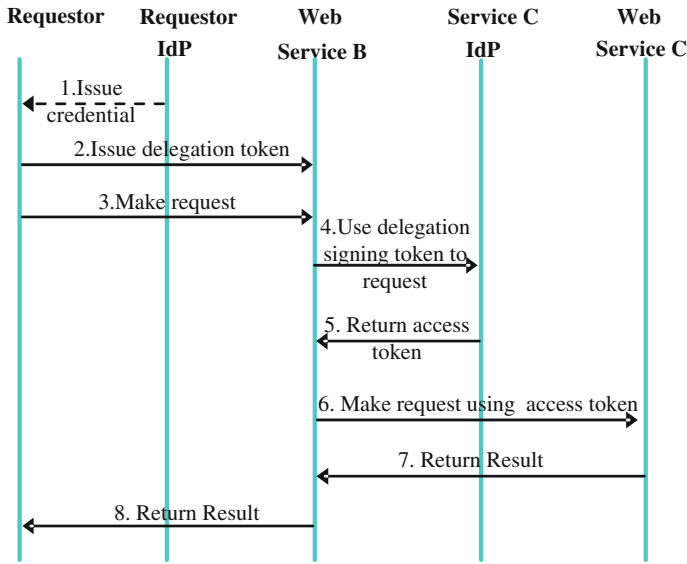 Requestor
Requestor
IdP
Web
Service B
Service C
IdP
Web
Service C
1.Issue
credential
2.Issue delegation token
3.Make request
4.Use delegation
signing token to
request
5. Return access
token
6. Make request using access token
7. Return Result
8. Return Result